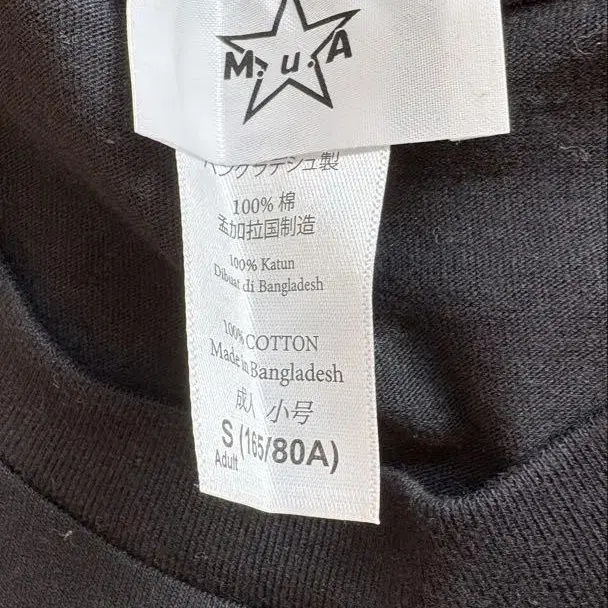 M.u.A
バングラデシュ製
100% 棉
孟加拉国制造
100% Katun
Dibuat di Bangladesh
100% COTTON
Made in Bangladesh
成人 小号
S (165/80A)
Adult